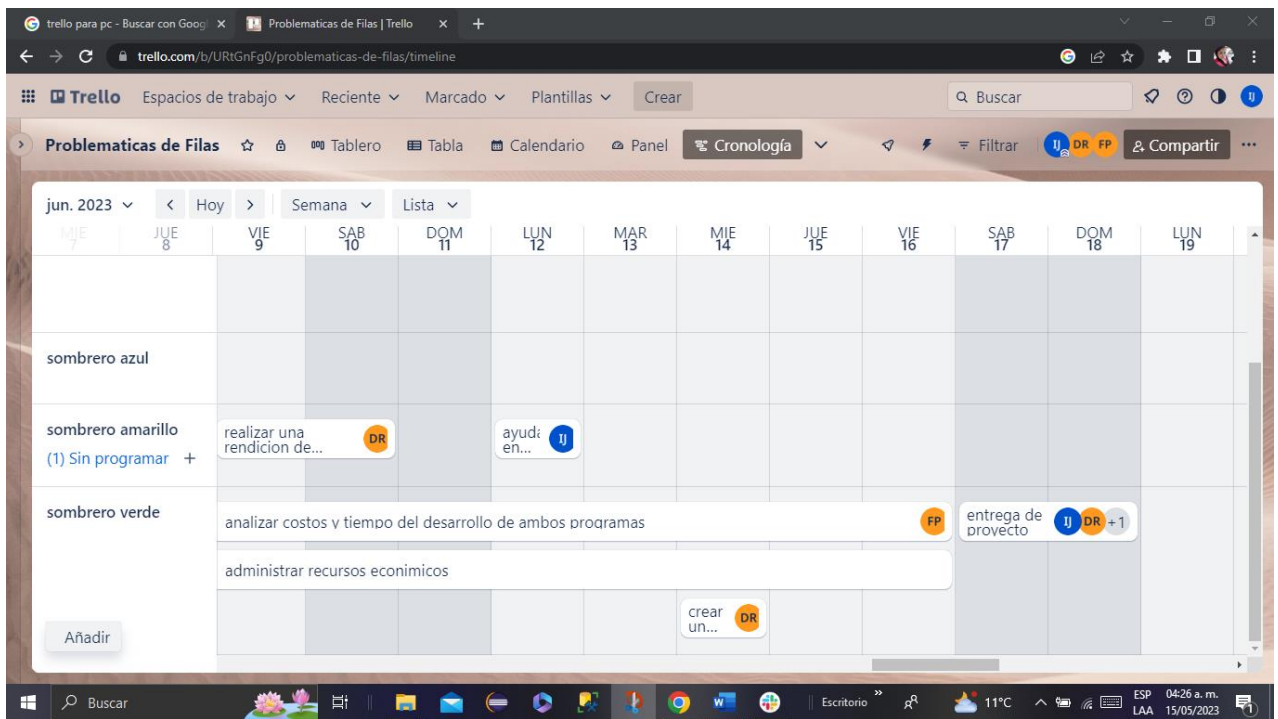 trello para pc - Buscar con Goog
Problematicas de Filas | Trello
trello.com/b/URtGnFg0/problematicas-de-filas/timeline
Trello Espacios de trabajo Reciente Marcado Plantillas Crear Buscar IJ
Problematicas de Filas Tablero Tabla Calendario Panel Cronología Filtrar IJ DR FP Compartir
jun. 2023 Hoy Semana Lista
MIE JUE VIE SAB DOM LUN MAR MIE JUE VIE SAB DOM LUN
7 8 9 10 11 12 13 14 15 16 17 18 19
sombrero azul
sombrero amarillo
(1) Sin programar +
realizar una
rendicion de...
DR
ayuda
en...
IJ
sombrero verde
analizar costos y tiempo del desarrollo de ambos programas
FP
entrega de
proyecto
IJ DR +1
administrar recursos econimicos
crear
un...
DR
Añadir
Buscar
Escritorio
11°C
ESP
LAA
04:26 a. m.
15/05/2023
1